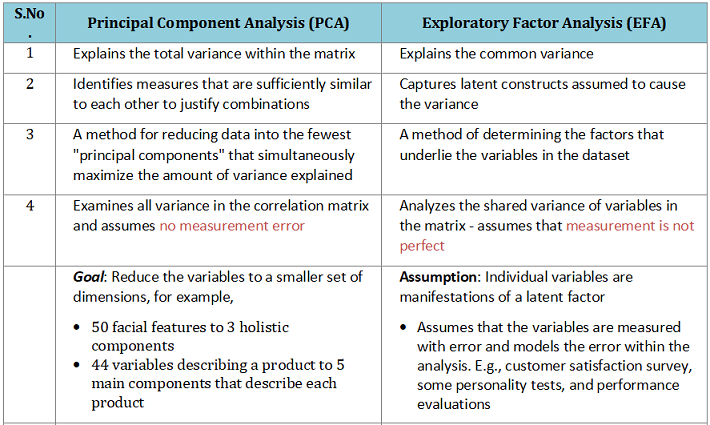 S.No
.
Principal Component Analysis (PCA)
Exploratory Factor Analysis (EFA)
1
Explains the total variance within the matrix
Explains the common variance
2
Identifies measures that are sufficiently similar
to each other to justify combinations
Captures latent constructs assumed to cause
the variance
3
A method for reducing data into the fewest
"principal components" that simultaneously
maximize the amount of variance explained
A method of determining the factors that
underlie the variables in the dataset
4
Examines all variance in the correlation matrix
and assumes no measurement error
Analyzes the shared variance of variables in
the matrix - assumes that measurement is not
perfect
Goal: Reduce the variables to a smaller set of
dimensions, for example,
• 50 facial features to 3 holistic
components
• 44 variables describing a product to 5
main components that describe each
product
Assumption: Individual variables are
manifestations of a latent factor
• Assumes that the variables are measured
with error and models the error within the
analysis. E.g., customer satisfaction survey,
some personality tests, and performance
evaluations